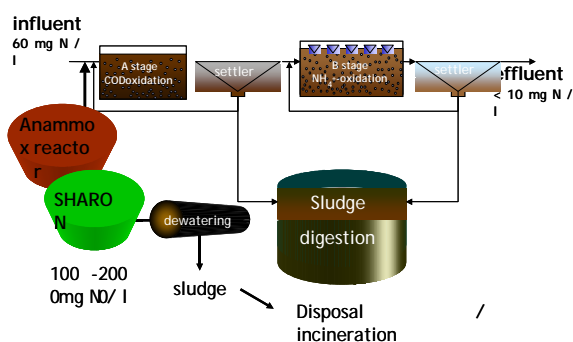 influent
60 mg N /
l
A stage
CODoxidation
settler
B stage
NH4+-oxidation
settler
effluent
< 10 mg N /
l
Anammo
x reacto
r
SHARO
N
dewatering
Sludge
digestion
100 -200
0mg N0/ l
sludge
Disposal /
incineration